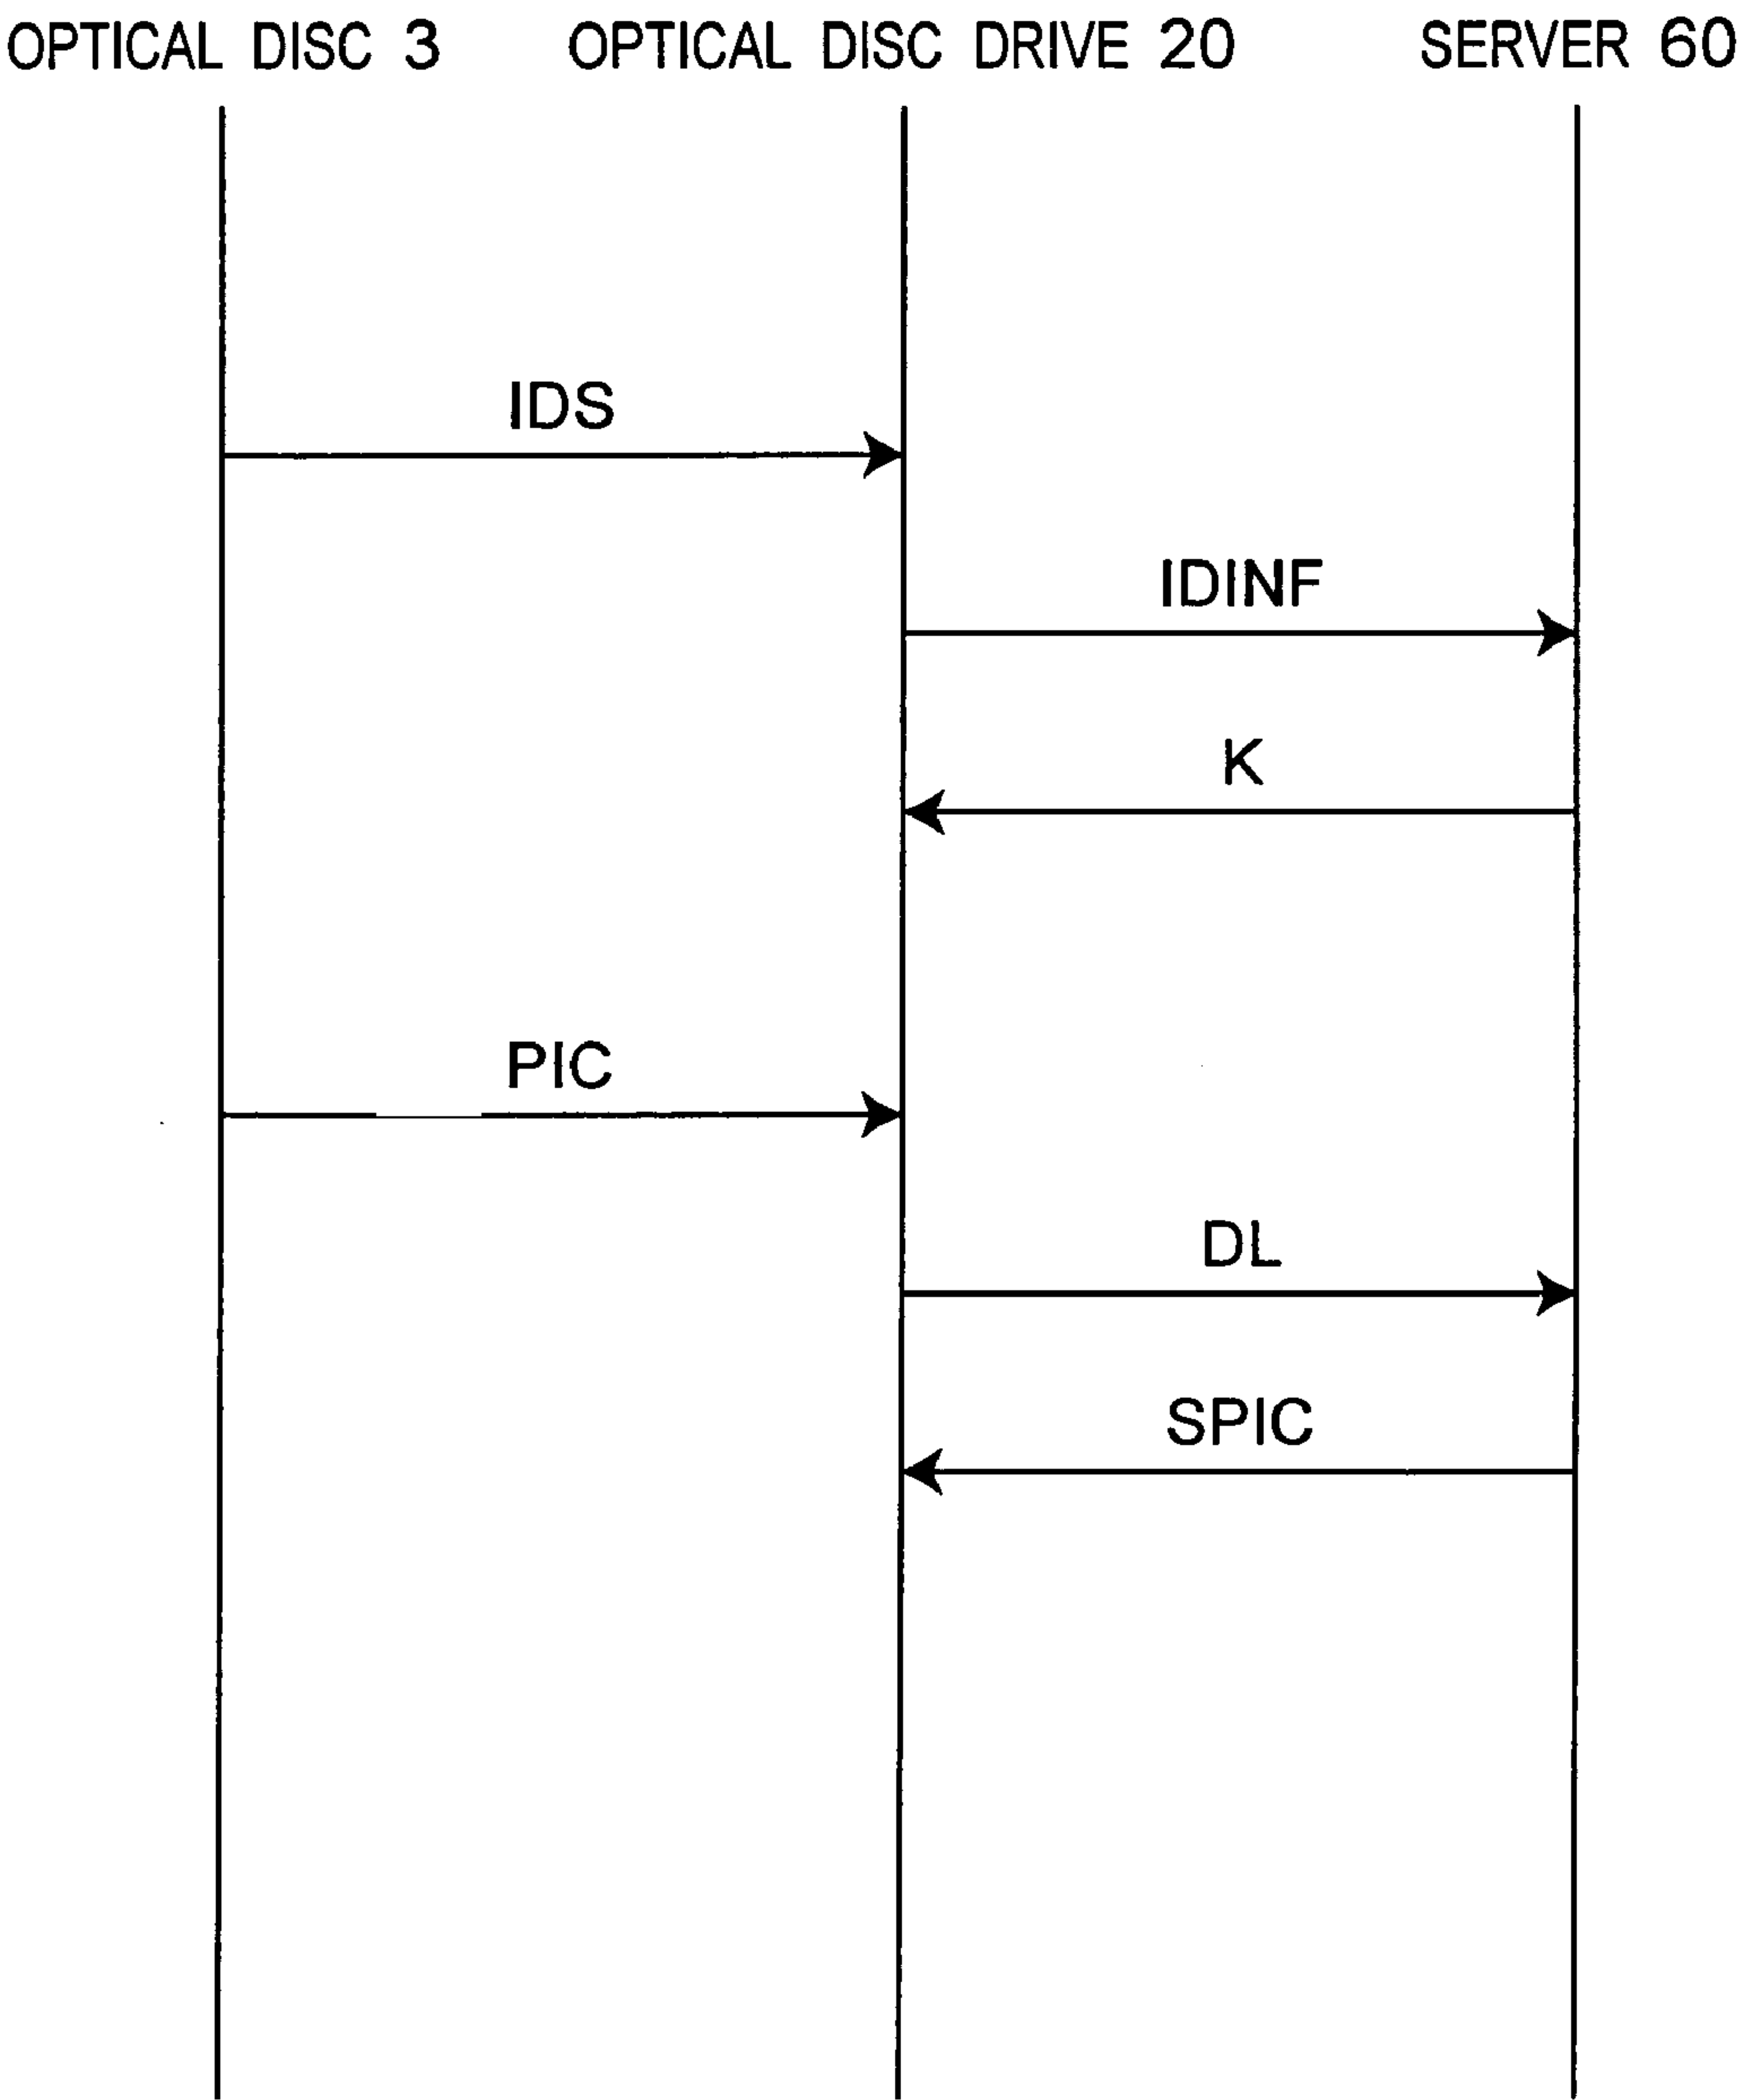 OPTICAL DISC 3 OPTICAL DISC DRIVE 20 SERVER 60
IDS
IDINF
K
PIC
DL
SPIC